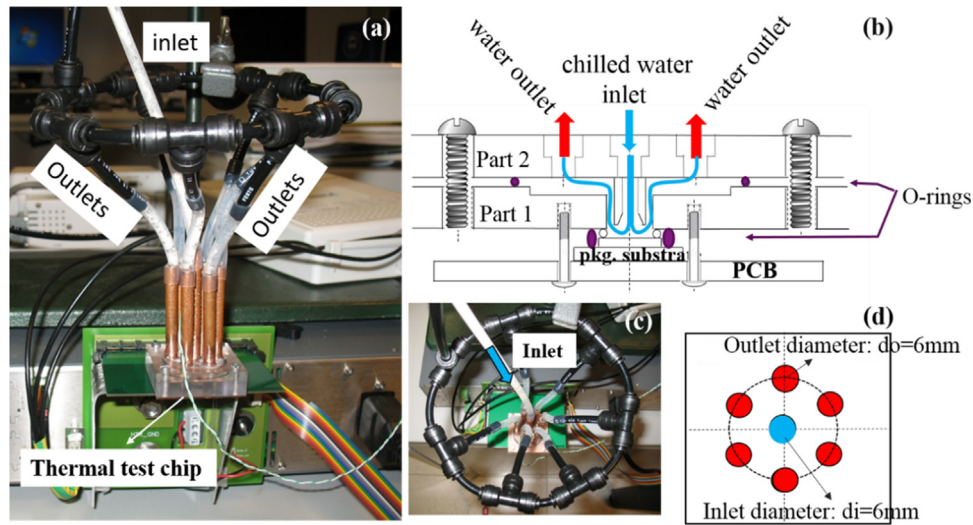 (a)
inlet
Outlets
Outlets
Thermal test chip
(b)
water outlet
chilled water
inlet
water outlet
Part 2
Part 1
O-rings
pkg. substra
PCB
(c)
Inlet
(d)
Outlet diameter: do=6mm
Inlet diameter: di=6mm